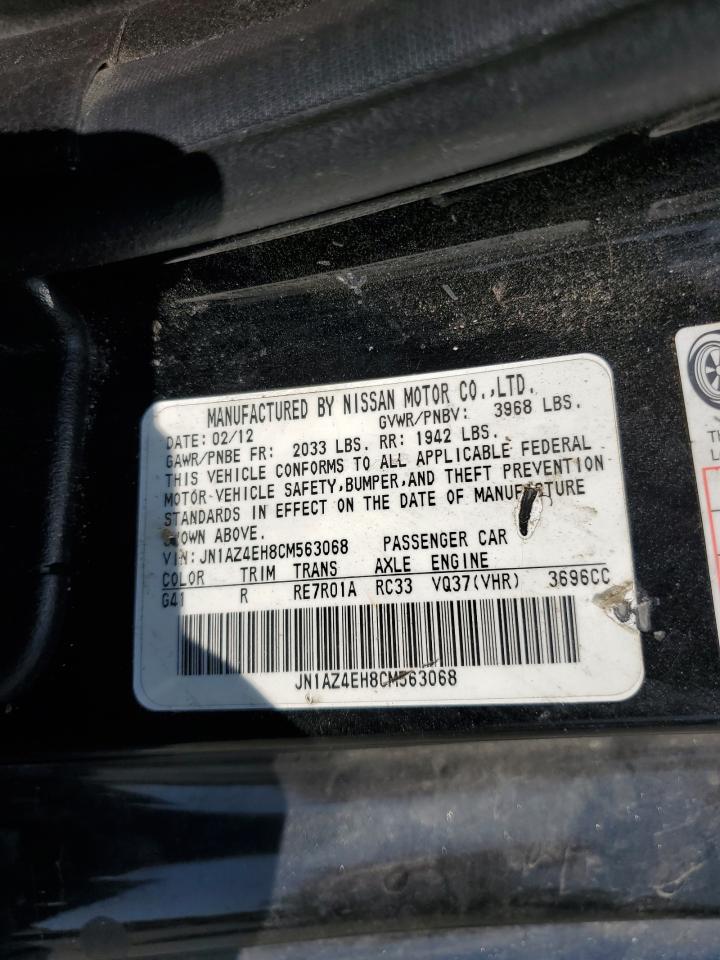 MANUFACTURED BY NISSAN MOTOR CO.,LTD.
DATE: 02/12 GVWR/PNBV: 3968 LBS.
GAWR/PNBE FR: 2033 LBS. RR: 1942 LBS.
THIS VEHICLE CONFORMS TO ALL APPLICABLE FEDERAL
MOTOR-VEHICLE SAFETY,BUMPER,AND THEFT PREVENTION
STANDARDS IN EFFECT ON THE DATE OF MANUFACTURE
OWN ABOVE.
VIN: JN1AZ4EH8CM563068 PASSENGER CAR
COLOR TRIM TRANS AXLE ENGINE
G41 R RE7R01A RC33 VQ37(VHR) 3696CC
JN1AZ4EH8CM563068